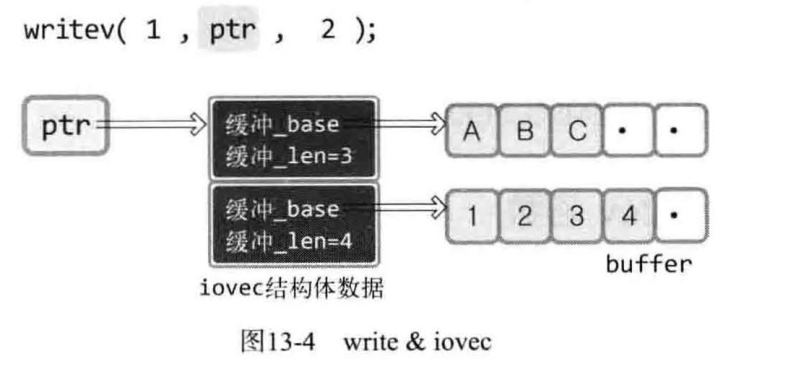 writev( 1 , ptr , 2 );
ptr
缓冲_base
缓冲_len=3
A B C • •
缓冲_base
缓冲_len=4
1 2 3 4 •
buffer
iovec结构体数据
图13-4 write & iovec